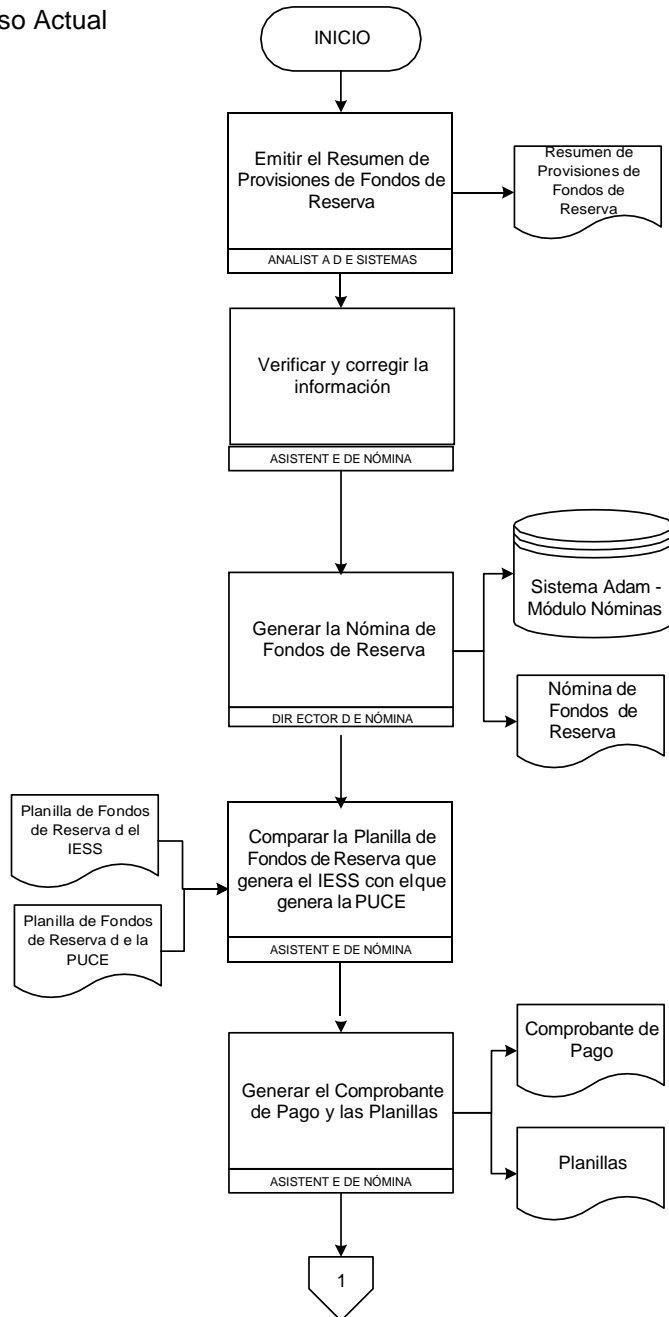 so Actual
INICIO
Emitir el Resumen de
Provisiones de Fondos de
Reserva
ANALIST A D E SISTEMAS
Resumen de
Provisiones de
Fondos de
Reserva
Verificar y corregir la
información
ASISTENT E DE NÓMINA
Generar la Nómina de
Fondos de Reserva
DIR ECTOR D E NÓMINA
Sistema Adam -
Módulo Nóminas
Nómina de
Fondos de
Reserva
Planilla de Fondos
de Reserva d el
IESS
Planilla de Fondos
de Reserva d e la
PUCE
Comparar la Planilla de
Fondos de Reserva que
genera el IESS con el que
genera la PUCE
ASISTENT E DE NÓMINA
Generar el Comprobante
de Pago y las Planillas
ASISTENT E DE NÓMINA
Comprobante de
Pago
Planillas
1